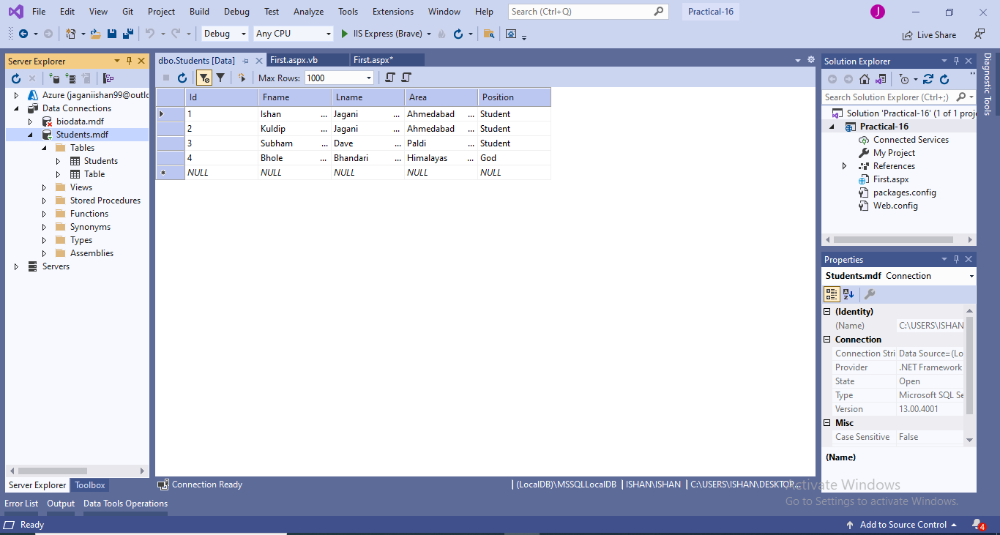 File Edit View Git Project Build Debug Test Analyze Tools Extensions Window Help Search (Ctrl+Q) Practical-16 J
Debug Any CPU IIS Express (Brave) Live Share
Server Explorer
Azure (jaganiishan99@outlo
Data Connections
biodata.mdf
Students.mdf
Tables
Students
Table
Views
Stored Procedures
Functions
Synonyms
Types
Assemblies
Servers
Server Explorer Toolbox
dbo.Students [Data] First.aspx.vb First.aspx*
Max Rows: 1000
Id Fname Lname Area Position
1 Ishan ... Jagani ... Ahmedabad ... Student
2 Kuldip ... Jagani ... Ahmedabad ... Student
3 Subham ... Dave ... Paldi ... Student
4 Bhole ... Bhandari ... Himalayas ... God
NULL NULL NULL NULL NULL
Connection Ready (LocalDB)\MSSQLLocalDB ISHAN\ISHAN C:\USERS\ISHAN\DESKTOP...
Solution Explorer
Search Solution Explorer (Ctrl+;)
Solution 'Practical-16' (1 of 1 proj
Practical-16
Connected Services
My Project
References
First.aspx
packages.config
Web.config
Properties
Students.mdf Connection
(Identity)
(Name) C:\USERS\ISHAN
Connection
Connection Stri Data Source=(Lo
Provider .NET Framework
State Open
Type Microsoft SQL Se
Version 13.00.4001
Misc
Case Sensitive False
(Name)
Diagnostic Tools
Activate Windows
Go to Settings to activate Windows.
Error List Output Data Tools Operations
Ready Add to Source Control 4